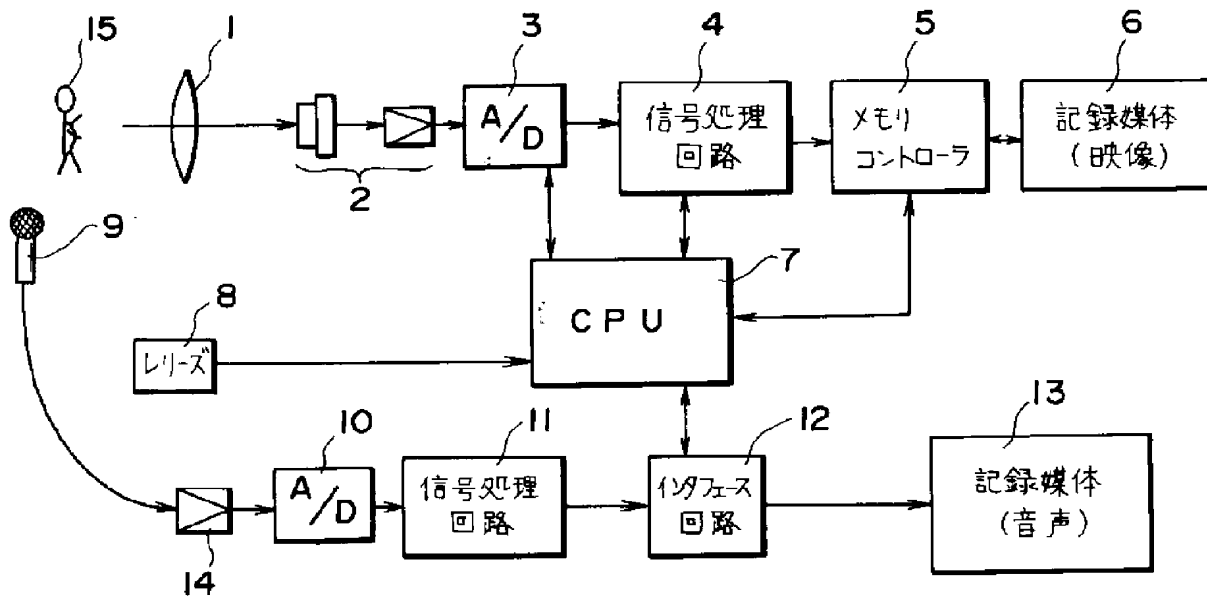 15
1
3
4
5
6
A/D
信号処理
回路
メモリ
コントローラ
記録媒体
(映像)
2
9
7
CPU
8
レリーズ
10
11
12
13
A/D
信号処理
回路
インタフェース
回路
記録媒体
(音声)
14